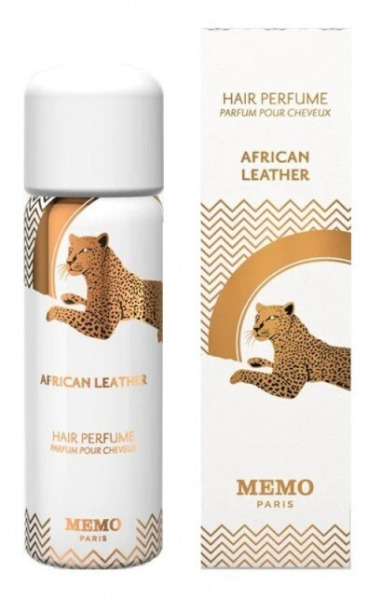 AFRICAN LEATHER
HAIR PERFUME
PARFUM POUR CHEVEUX
MEMO
PARIS
HAIR PERFUME
PARFUM POUR CHEVEUX
AFRICAN
LEATHER
MEMO
PARIS